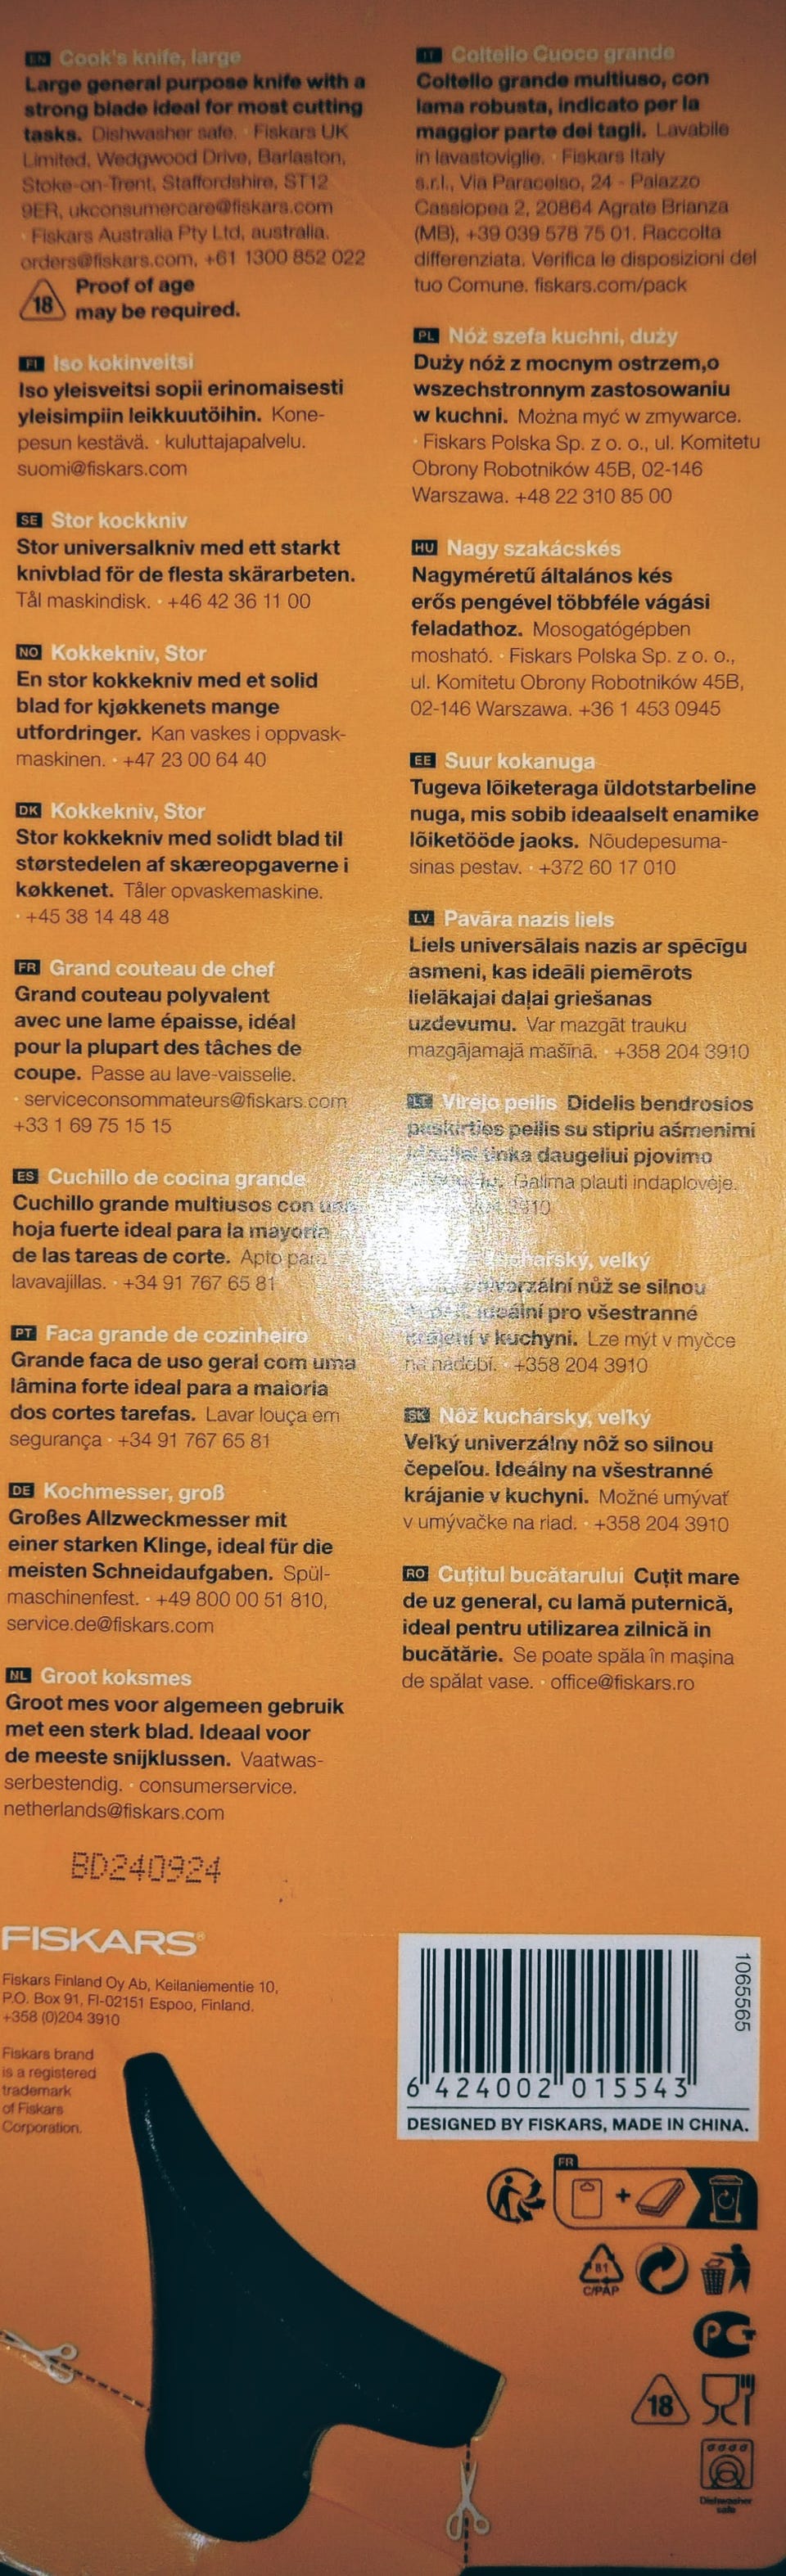 EN Cook's knife, large
Large general purpose knife with a
strong blade ideal for most cutting
tasks. Dishwasher safe. · Fiskars UK
Limited, Wedgwood Drive, Barlaston,
Stoke-on-Trent, Staffordshire, ST12
9ER, ukconsumercare@fiskars.com
· Fiskars Australia Pty Ltd, australia.
orders@fiskars.com, +61 1300 852 022
18 Proof of age
may be required.
FI Iso kokinveitsi
Iso yleisveitsi sopii erinomaisesti
yleisimpiin leikkuutöihin. Kone-
pesun kestävä. · kuluttajapalvelu.
suomi@fiskars.com
SE Stor kockkniv
Stor universalkniv med ett starkt
knivblad för de flesta skärarbeten.
Tål maskindisk. · +46 42 36 11 00
NO Kokkekniv, Stor
En stor kokkekniv med et solid
blad for kjøkkenets mange
utfordringer. Kan vaskes i oppvask-
maskinen. · +47 23 00 64 40
DK Kokkekniv, Stor
Stor kokkekniv med solidt blad til
størstedelen af skæreopgaverne i
køkkenet. Tåler opvaskemaskine.
· +45 38 14 48 48
FR Grand couteau de chef
Grand couteau polyvalent
avec une lame épaisse, idéal
pour la plupart des tâches de
coupe. Passe au lave-vaisselle.
· serviceconsommateurs@fiskars.com
+33 1 69 75 15 15
ES Cuchillo de cocina grande
Cuchillo grande multiusos con una
hoja fuerte ideal para la mayoría
de las tareas de corte. Apto para
lavavajillas. · +34 91 767 65 81
PT Faca grande de cozinheiro
Grande faca de uso geral com uma
lâmina forte ideal para a maioria
dos cortes tarefas. Lavar louça em
segurança · +34 91 767 65 81
DE Kochmesser, groß
Großes Allzweckmesser mit
einer starken Klinge, ideal für die
meisten Schneidaufgaben. Spül-
maschinenfest. · +49 800 00 51 810,
service.de@fiskars.com
NL Groot koksmes
Groot mes voor algemeen gebruik
met een sterk blad. Ideaal voor
de meeste snijklussen. Vaatwas-
serbestendig. · consumerservice.
netherlands@fiskars.com
BD240924
IT Coltello Cuoco grande
Coltello grande multiuso, con
lama robusta, indicato per la
maggior parte dei tagli. Lavabile
in lavastoviglie. · Fiskars Italy
s.r.l., Via Paracelso, 24 - Palazzo
Cassiopea 2, 20864 Agrate Brianza
(MB), +39 039 578 75 01. Raccolta
differenziata. Verifica le disposizioni del
tuo Comune. fiskars.com/pack
PL Nóż szefa kuchni, duży
Duży nóż z mocnym ostrzem,o
wszechstronnym zastosowaniu
w kuchni. Można myć w zmywarce.
· Fiskars Polska Sp. z o. o., ul. Komitetu
Obrony Robotników 45B, 02-146
Warszawa. +48 22 310 85 00
HU Nagy szakácskés
Nagyméretű általános kés
erős pengével többféle vágási
feladathoz. Mosogatógépben
mosható. · Fiskars Polska Sp. z o. o.,
ul. Komitetu Obrony Robotników 45B,
02-146 Warszawa. +36 1 453 0945
EE Suur kokanuga
Tugeva lõiketeraga üldotstarbeline
nuga, mis sobib ideaalselt enamike
lõiketööde jaoks. Nõudepesuma-
sinas pestav. · +372 60 17 010
LV Pavāra nazis liels
Liels universālais nazis ar spēcīgu
asmeni, kas ideāli piemērots
lielākajai daļai griešanas
uzdevumu. Var mazgāt trauku
mazgājamajā mašīnā. · +358 204 3910
LT Virėjo peilis Didelis bendrosios
paskirties peilis su stipriu ašmenimi
tinka daugeliui pjovimo
Galima plauti indaplovėje.
3910
velký
univerzální nůž se silnou
ideální pro všestranné
krájení v kuchyni. Lze mýt v myčce
na nádobí. · +358 204 3910
SK Nôž kuchársky, veľký
Veľký univerzálny nôž so silnou
čepeľou. Ideálny na všestranné
krájanie v kuchyni. Možné umývať
v umývačke na riad. · +358 204 3910
RO Cuțitul bucătarului Cuțit mare
de uz general, cu lamă puternică,
ideal pentru utilizarea zilnică in
bucătărie. Se poate spăla în mașina
de spălat vase. · office@fiskars.ro
FISKARS®
Fiskars Finland Oy Ab, Keilaniementie 10,
P.O. Box 91, FI-02151 Espoo, Finland.
+358 (0)204 3910
Fiskars brand
is a registered
trademark
of Fiskars
Corporation.
1065565
6 424002 015543
DESIGNED BY FISKARS, MADE IN CHINA.
FR
81
C/PAP
18
Dishwasher
safe